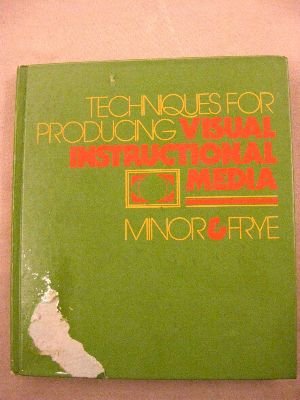 TECHNIQUES FOR
PRODUCING VISUAL
INSTRUCTIONAL
MEDIA
MINOR & FRYE